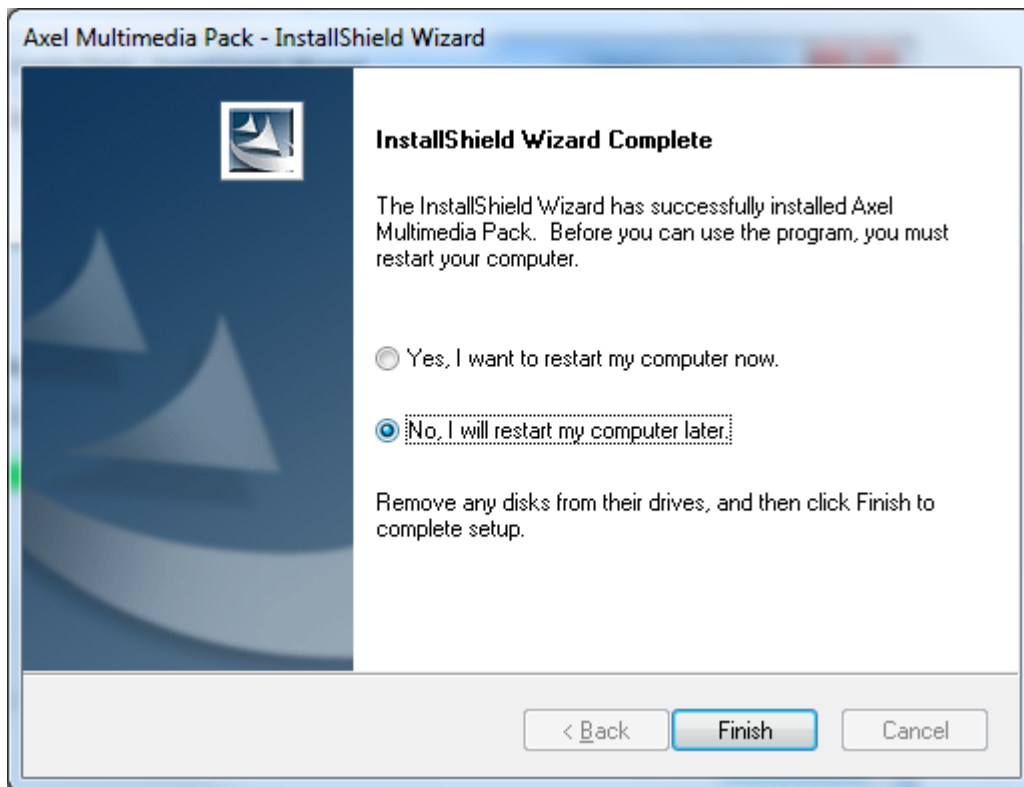 Axel Multimedia Pack - InstallShield Wizard
InstallShield Wizard Complete
The InstallShield Wizard has successfully installed Axel
Multimedia Pack.  Before you can use the program, you must
restart your computer.
Yes, I want to restart my computer now.
No, I will restart my computer later.
Remove any disks from their drives, and then click Finish to
complete setup.
< Back
Finish
Cancel